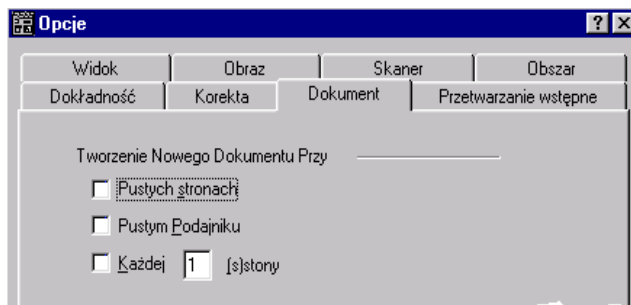 Opcje
Widok Obraz Skaner Obszar
Dokładność Korekta Dokument Przetwarzanie wstępne
Tworzenie Nowego Dokumentu Przy
Pustych stronach
Pustym Podajniku
Każdej 1 (s)stony